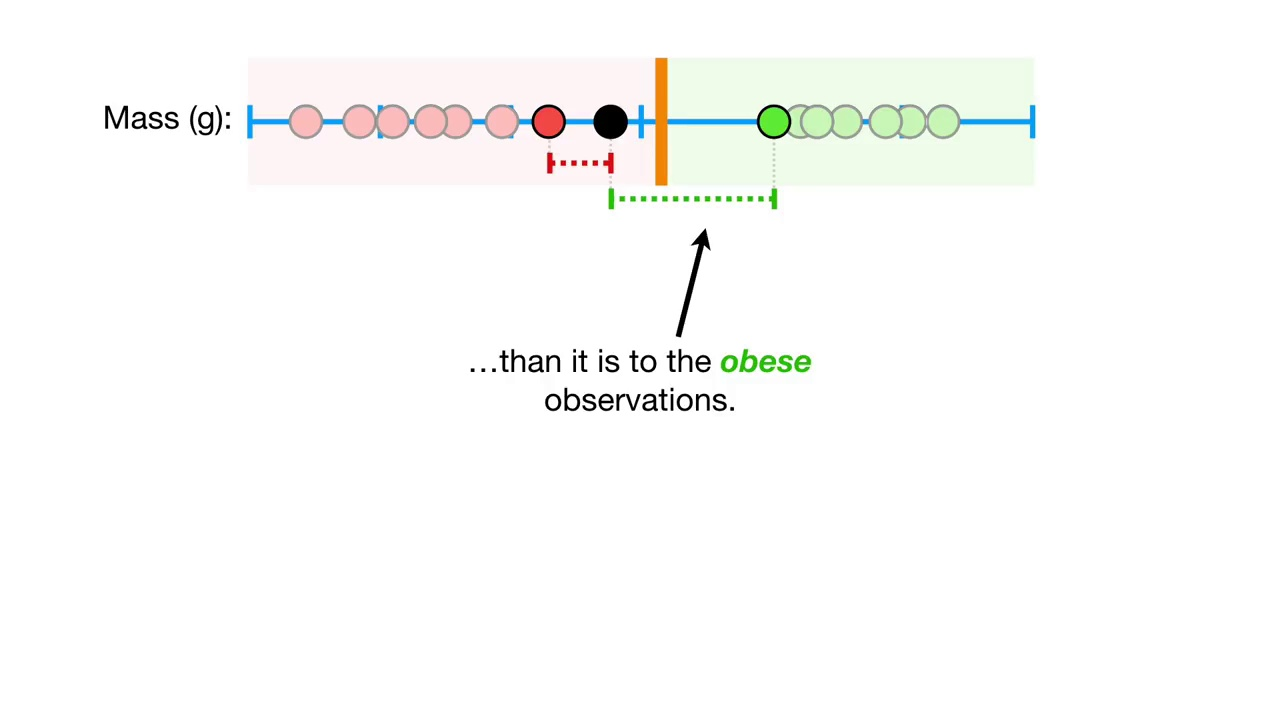 Mass (g):
…than it is to the obese
observations.